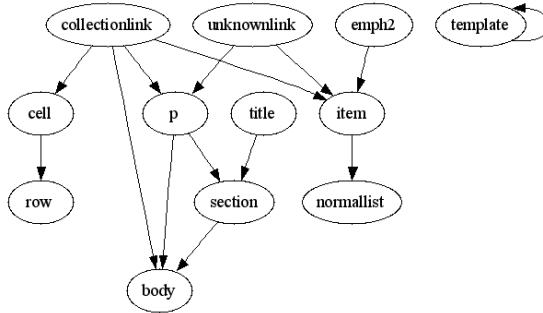 collectionlink unknownlink emph2 template
cell p title item
row section normallist
body